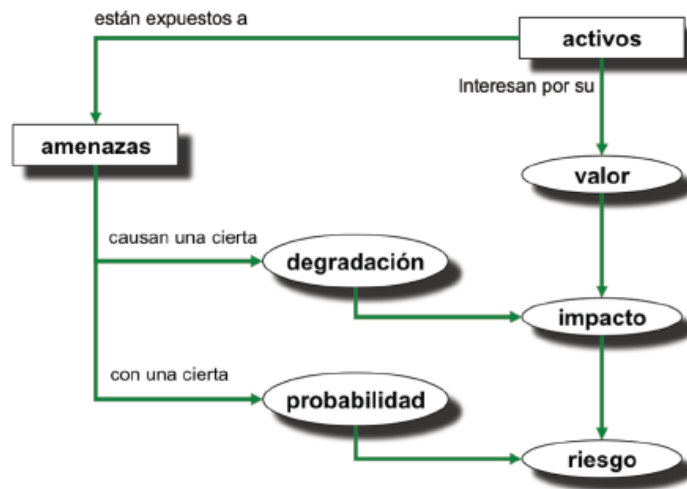 están expuestos a
activos
Interesan por su
amenazas
valor
causan una cierta
degradación
impacto
con una cierta
probabilidad
riesgo